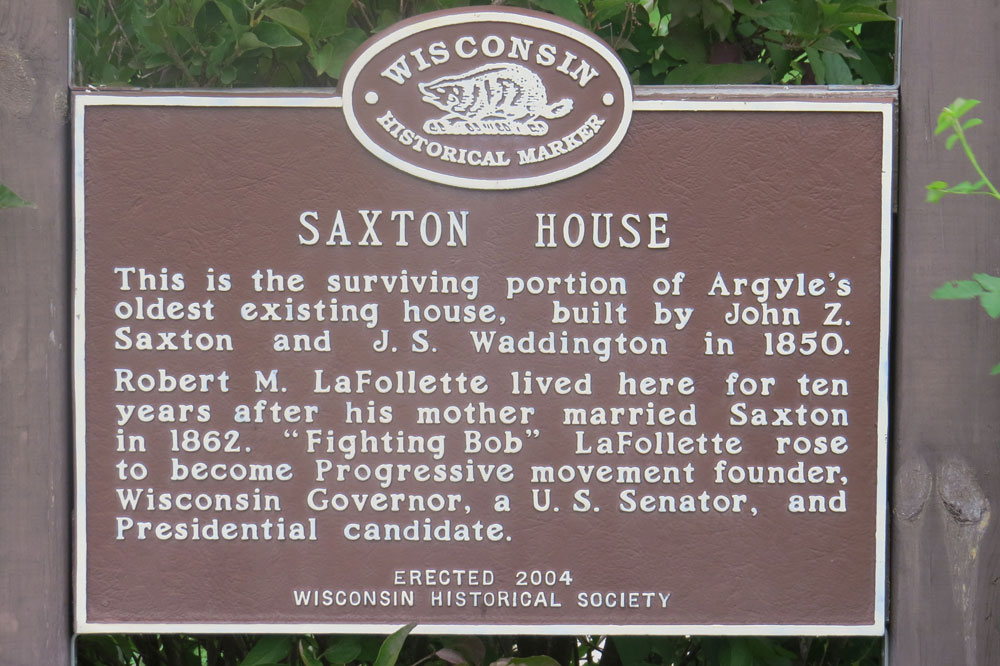 WISCONSIN
HISTORICAL MARKER
SAXTON HOUSE
This is the surviving portion of Argyle's
oldest existing house, built by John Z.
Saxton and J. S. Waddington in 1850.
Robert M. LaFollette lived here for ten
years after his mother married Saxton
in 1862. “Fighting Bob” LaFollette rose
to become Progressive movement founder,
Wisconsin Governor, a U. S. Senator, and
Presidential candidate.
ERECTED 2004
WISCONSIN HISTORICAL SOCIETY